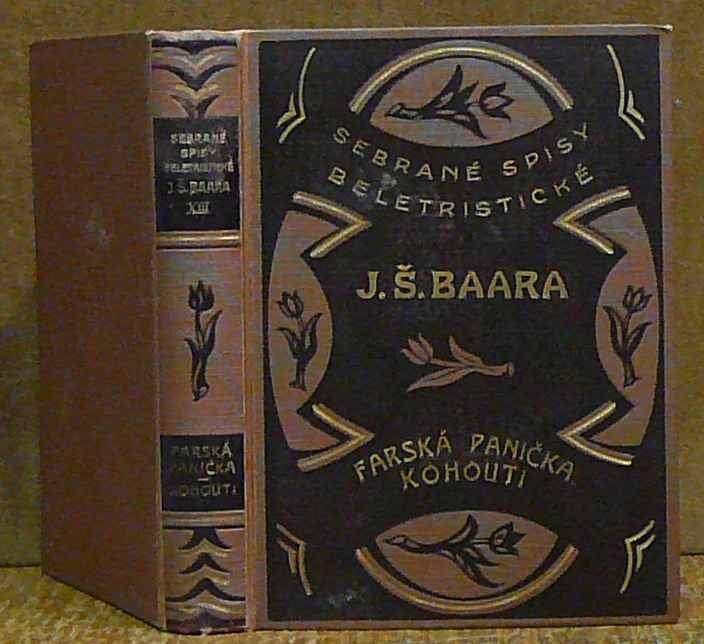 SEBRANÉ
SPISY
BELETRISTICKÉ
J.Š.BAARA
XIII
FARSKÁ
PANIČKA
—
KOHOUTI
SEBRANÉ SPISY
BELETRISTICKÉ
J.Š.BAARA
FARSKÁ PANIČKA
KOHOUTI